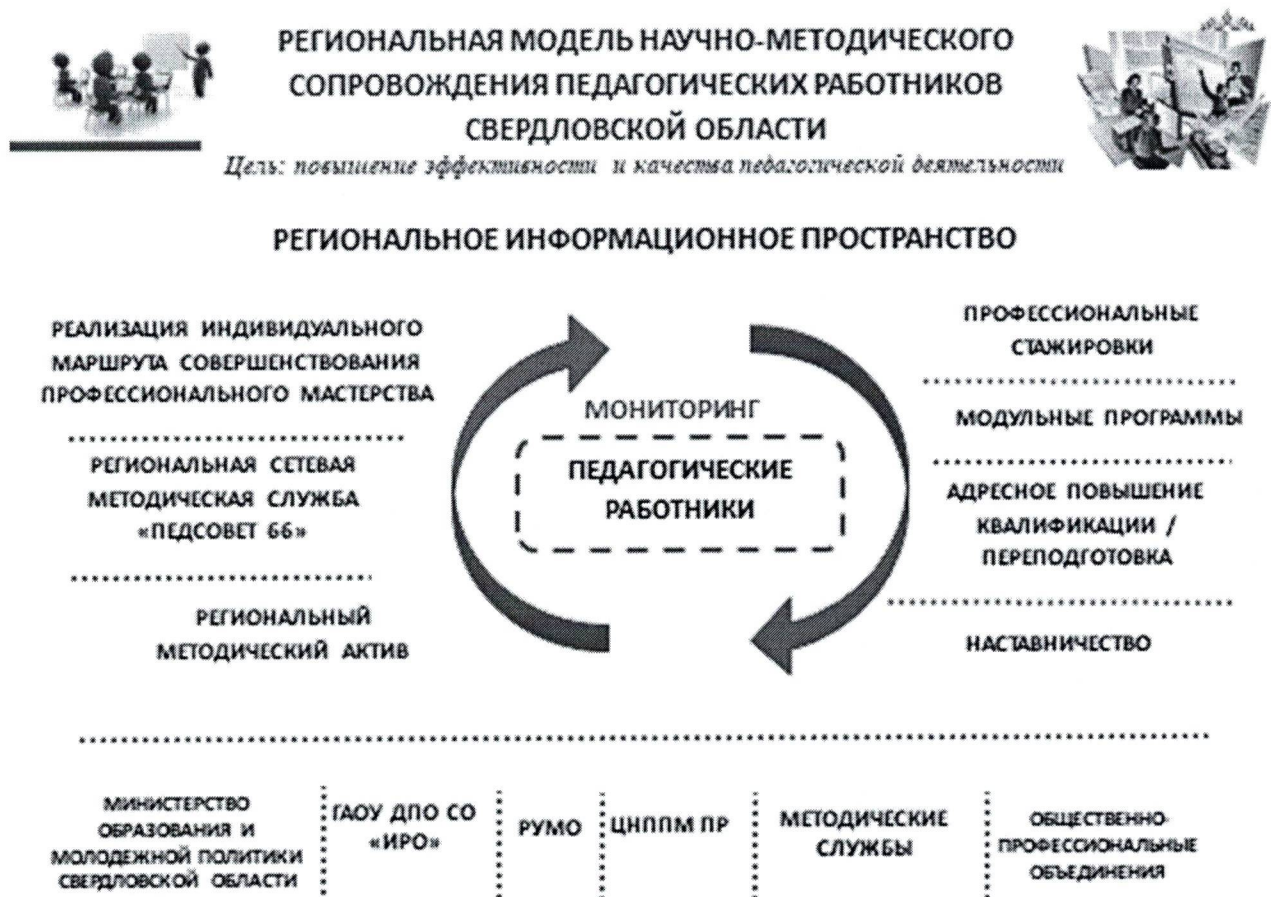 РЕГИОНАЛЬНАЯ МОДЕЛЬ НАУЧНО-МЕТОДИЧЕСКОГО
СОПРОВОЖДЕНИЯ ПЕДАГОГИЧЕСКИХ РАБОТНИКОВ
СВЕРДЛОВСКОЙ ОБЛАСТИ
Цель: повышение эффективности и качества педагогической деятельности
РЕГИОНАЛЬНОЕ ИНФОРМАЦИОННОЕ ПРОСТРАНСТВО
РЕАЛИЗАЦИЯ ИНДИВИДУАЛЬНОГО
МАРШРУТА СОВЕРШЕНСТВОВАНИЯ
ПРОФЕССИОНАЛЬНОГО МАСТЕРСТВА
РЕГИОНАЛЬНАЯ СЕТЕВАЯ
МЕТОДИЧЕСКАЯ СЛУЖБА
«ПЕДСОВЕТ 66»
РЕГИОНАЛЬНЫЙ
МЕТОДИЧЕСКИЙ АКТИВ
МОНИТОРИНГ
ПЕДАГОГИЧЕСКИЕ
РАБОТНИКИ
ПРОФЕССИОНАЛЬНЫЕ
СТАЖИРОВКИ
МОДУЛЬНЫЕ ПРОГРАММЫ
АДРЕСНОЕ ПОВЫШЕНИЕ
КВАЛИФИКАЦИИ /
ПЕРЕПОДГОТОВКА
НАСТАВНИЧЕСТВО
МИНИСТЕРСТВО
ОБРАЗОВАНИЯ И
МОЛОДЕЖНОЙ ПОЛИТИКИ
СВЕРДЛОВСКОЙ ОБЛАСТИ
ГАОУ ДПО СО
«ИРО»
РУМО
ЦНППМ ПР
МЕТОДИЧЕСКИЕ
СЛУЖБЫ
ОБЩЕСТВЕННО-
ПРОФЕССИОНАЛЬНЫЕ
ОБЪЕДИНЕНИЯ